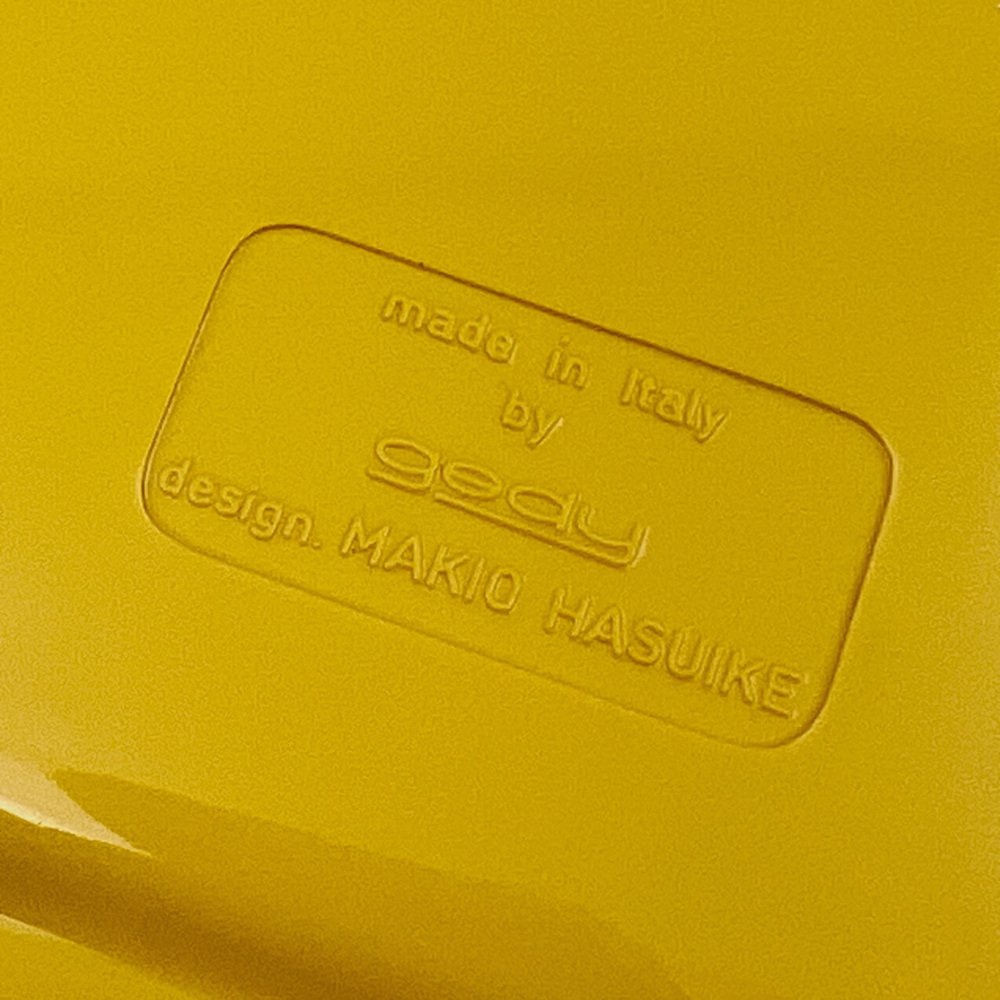 made in Italy
by
gedy
design. MAKIO HASUIKE